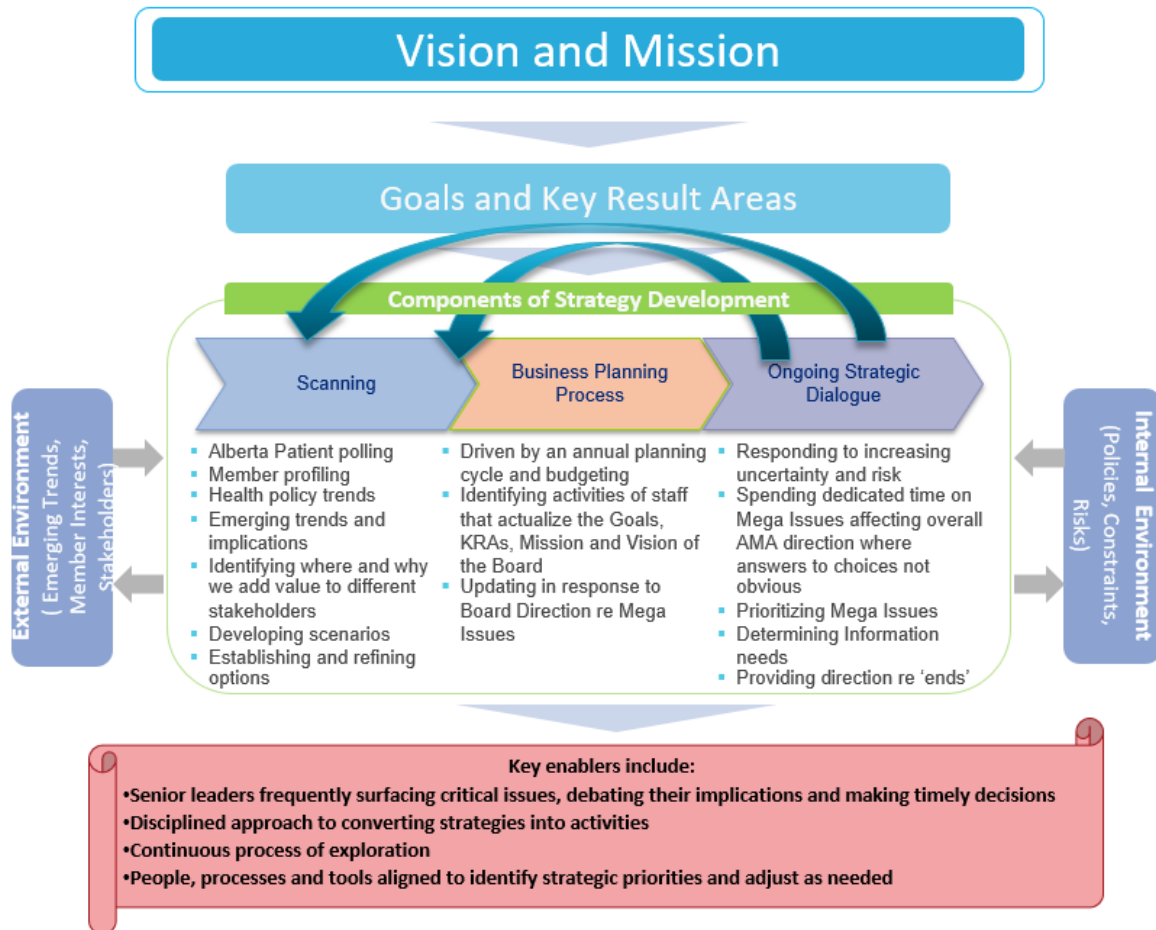 Vision and Mission
Goals and Key Result Areas
Components of Strategy Development
Scanning
Business Planning
Process
Ongoing Strategic
Dialogue
External Environment
( Emerging Trends,
Member Interests,
Stakeholders)
▪ Alberta Patient polling
▪ Member profiling
▪ Health policy trends
▪ Emerging trends and
implications
▪ Identifying where and why
we add value to different
stakeholders
▪ Developing scenarios
▪ Establishing and refining
options
▪ Driven by an annual planning
cycle and budgeting
▪ Identifying activities of staff
that actualize the Goals,
KRAs, Mission and Vision of
the Board
▪ Updating in response to
Board Direction re Mega
Issues
▪ Responding to increasing
uncertainty and risk
▪ Spending dedicated time on
Mega Issues affecting overall
AMA direction where
answers to choices not
obvious
▪ Prioritizing Mega Issues
▪ Determining Information
needs
▪ Providing direction re ‘ends’
Internal Environment
(Policies, Constraints,
Risks)
Key enablers include:
•Senior leaders frequently surfacing critical issues, debating their implications and making timely decisions
•Disciplined approach to converting strategies into activities
•Continuous process of exploration
•People, processes and tools aligned to identify strategic priorities and adjust as needed